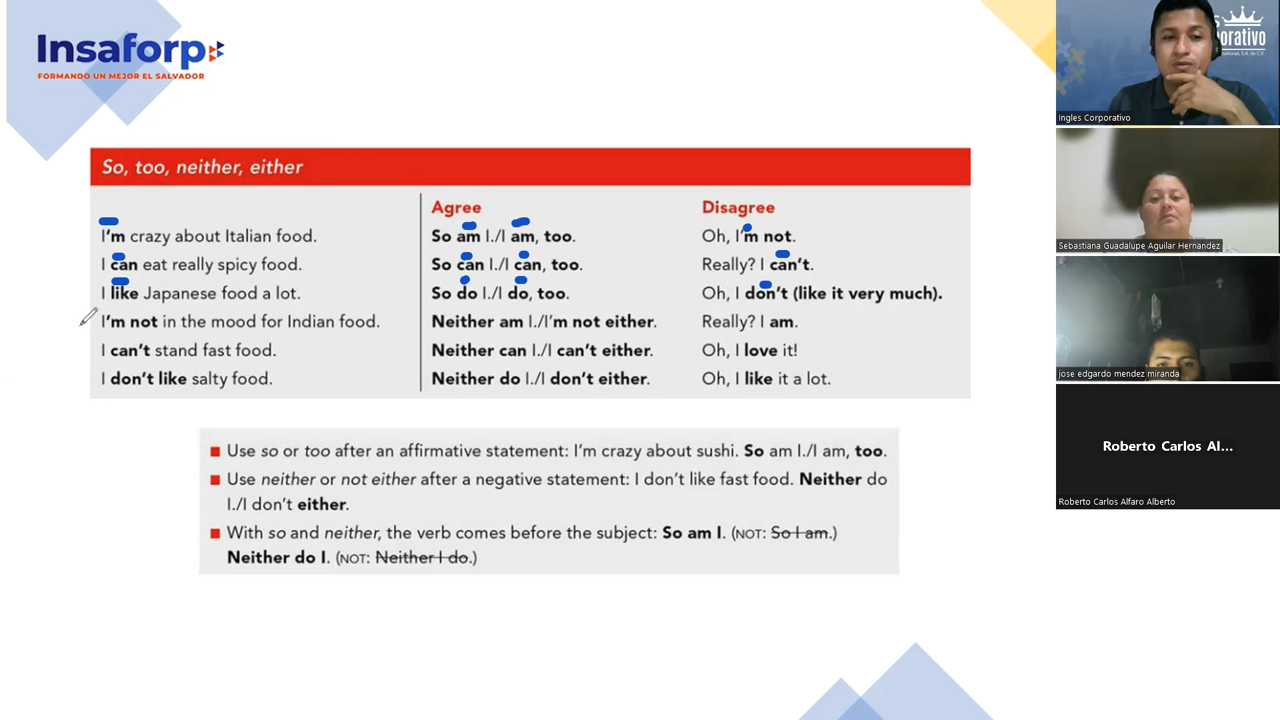 Insaforp
FORMANDO UN MEJOR EL SALVADOR
So, too, neither, either
Agree
Disagree
I'm crazy about Italian food.
So am I./I am, too.
Oh, I'm not.
I can eat really spicy food.
So can I./I can, too.
Really? I can't.
I like Japanese food a lot.
So do I./I do, too.
Oh, I don't (like it very much).
I'm not in the mood for Indian food.
Neither am I./I'm not either.
Really? I am.
I can't stand fast food.
Neither can I./I can't either.
Oh, I love it!
I don't like salty food.
Neither do I./I don't either.
Oh, I like it a lot.
■ Use so or too after an affirmative statement: I'm crazy about sushi. So am I./I am, too.
■ Use neither or not either after a negative statement: I don't like fast food. Neither do
I./I don't either.
■ With so and neither, the verb comes before the subject: So am I. (NOT: So I am.)
Neither do I. (NOT: Neither I do.)
Ingles Corporativo
Sebastiana Guadalupe Aguilar Hernandez
jose edgardo mendez miranda
Roberto Carlos Al...
Roberto Carlos Alfaro Alberto